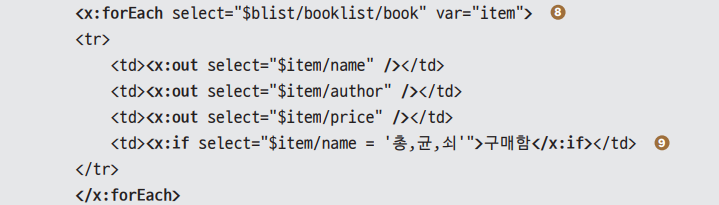 <x:forEach select="$blist/booklist/book" var="item"> ❽
<tr>
<td><x:out select="$item/name" /></td>
<td><x:out select="$item/author" /></td>
<td><x:out select="$item/price" /></td>
<td><x:if select="$item/name = '총,균,쇠'">구매함</x:if></td> ❾
</tr>
</x:forEach>